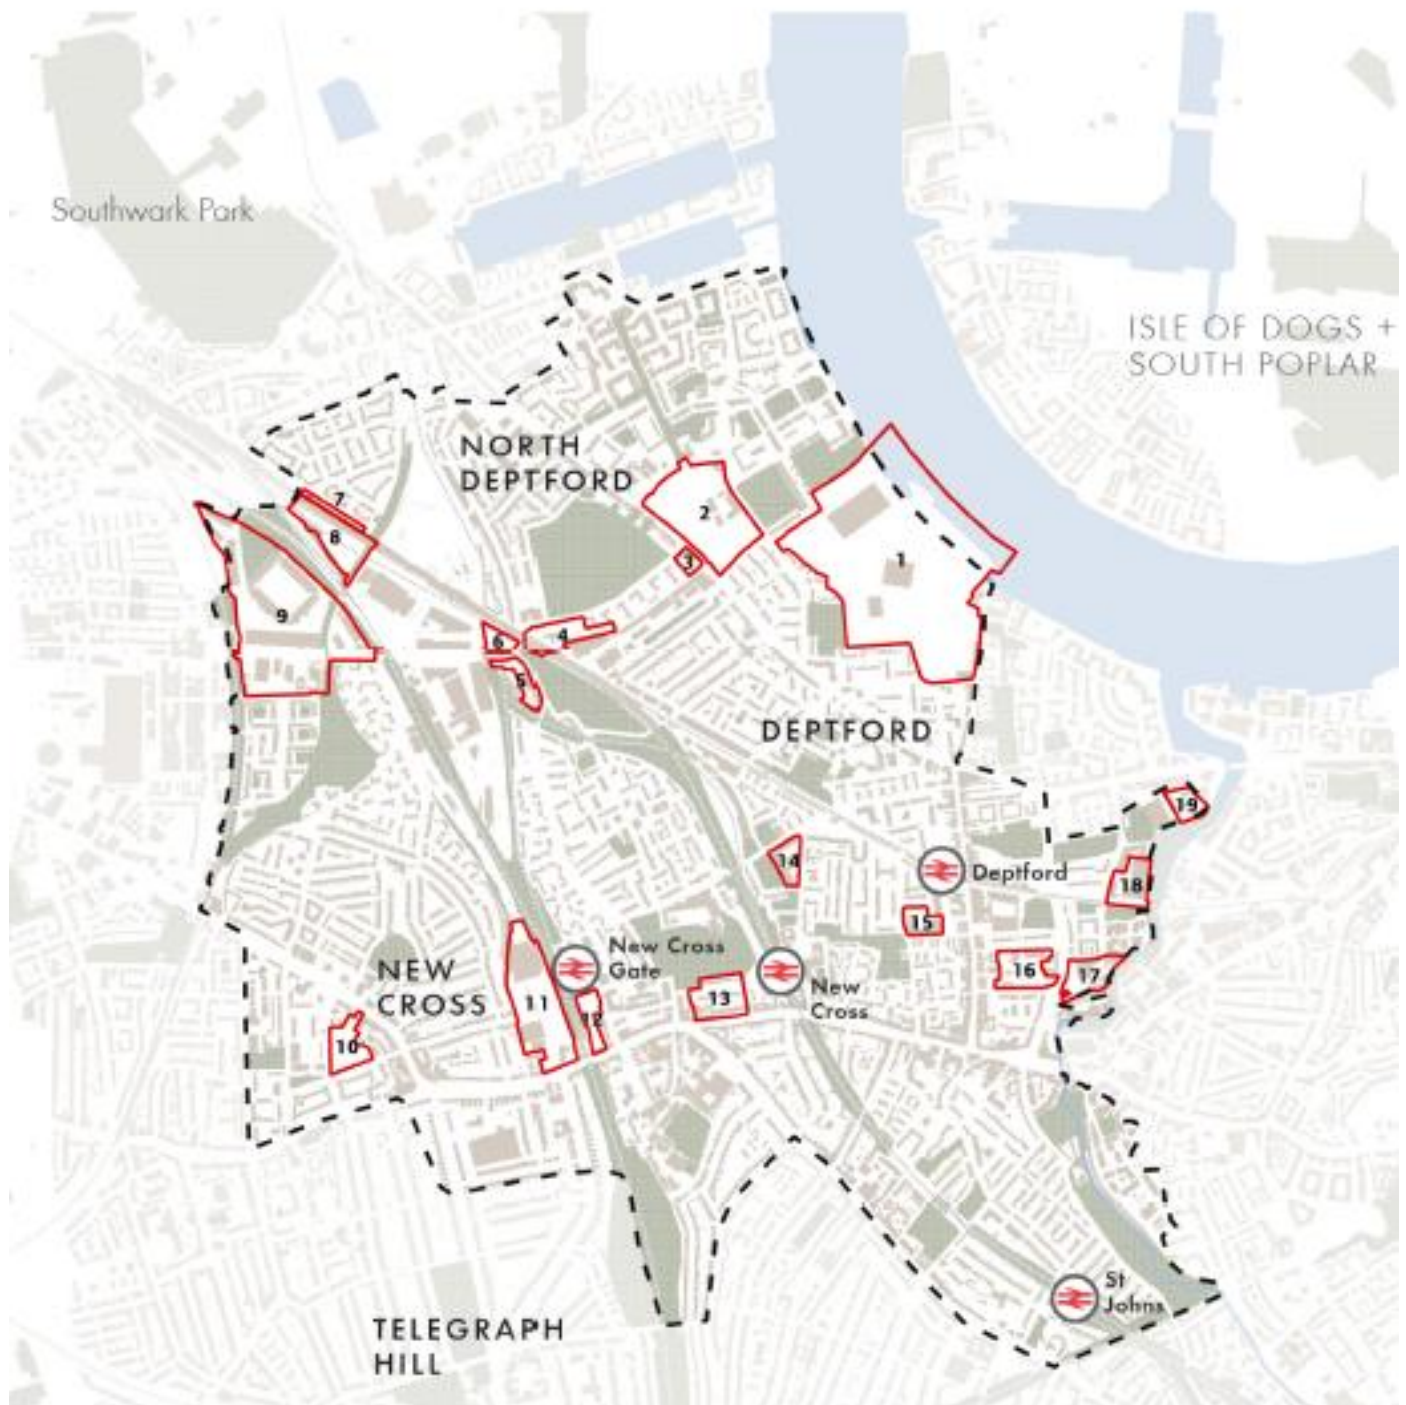 Southwark Park
ISLE OF DOGS +
SOUTH POPLAR
NORTH
DEPTFORD
7
8
2
3
1
9
6
4
5
DEPTFORD
19
14
Deptford
18
15
New Cross
Gate
16
17
NEW
CROSS
11
13
New
Cross
12
10
St
Johns
TELEGRAPH
HILL